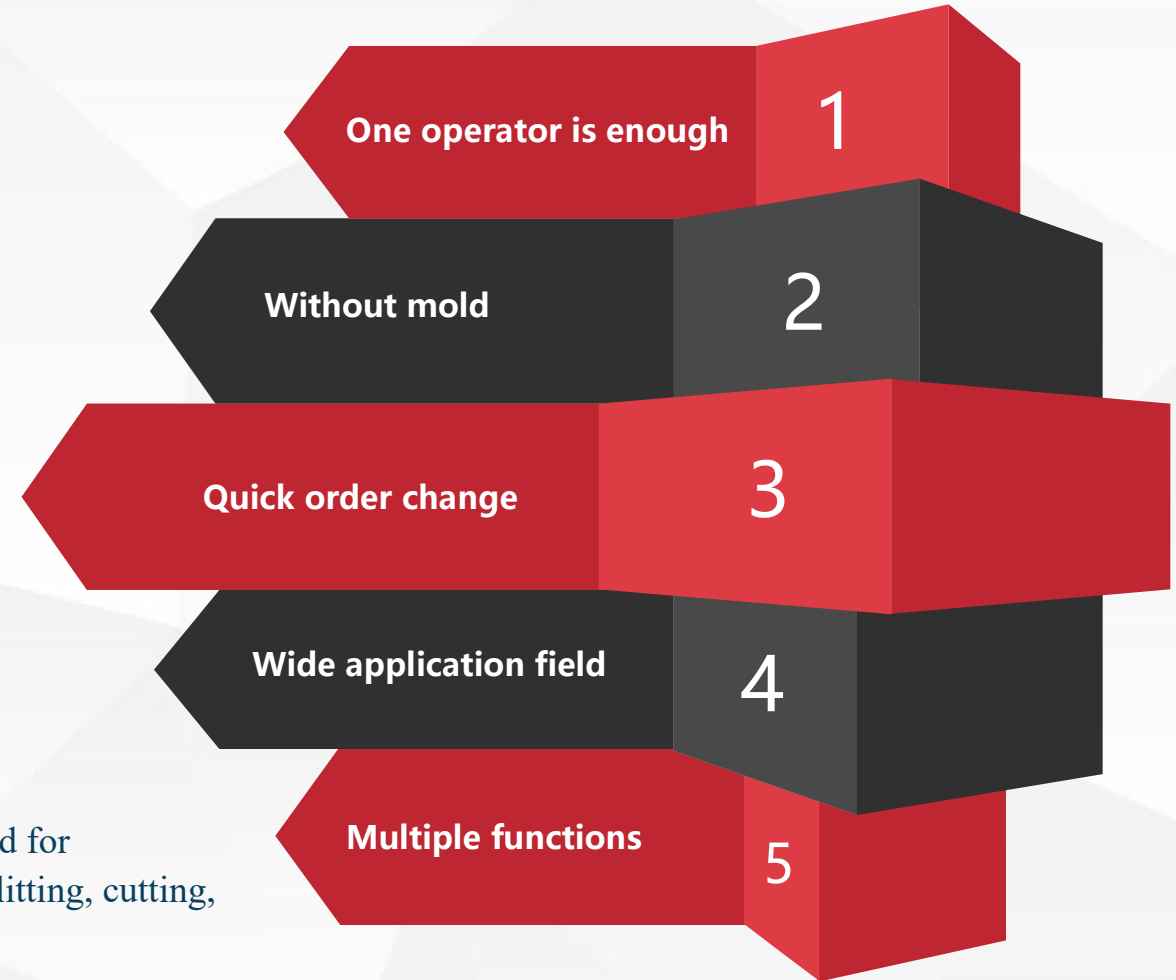 One operator is enough 1
Without mold 2
Quick order change 3
Wide application field 4
Multiple functions 5
d for
litting, cutting,